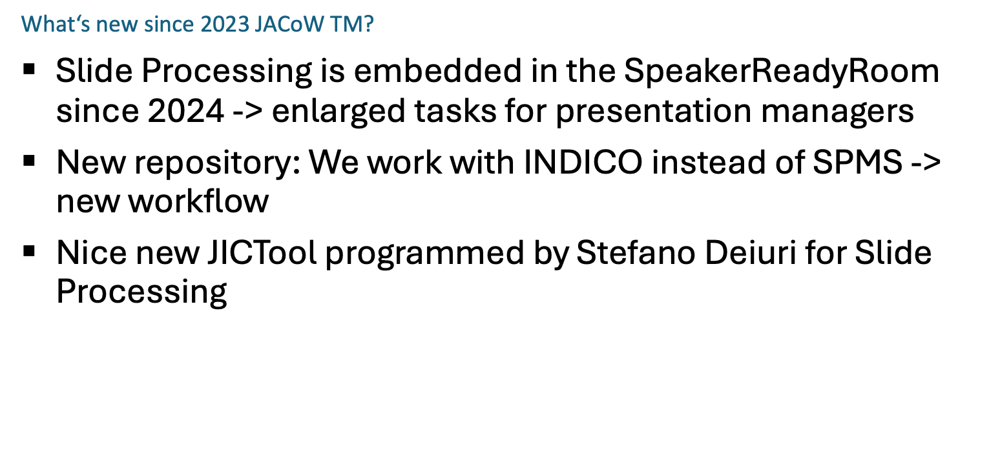 What‘s new since 2023 JACoW TM?
▪ Slide Processing is embedded in the SpeakerReadyRoom
since 2024 -> enlarged tasks for presentation managers
▪ New repository: We work with INDICO instead of SPMS ->
new workflow
▪ Nice new JICTool programmed by Stefano Deiuri for Slide
Processing